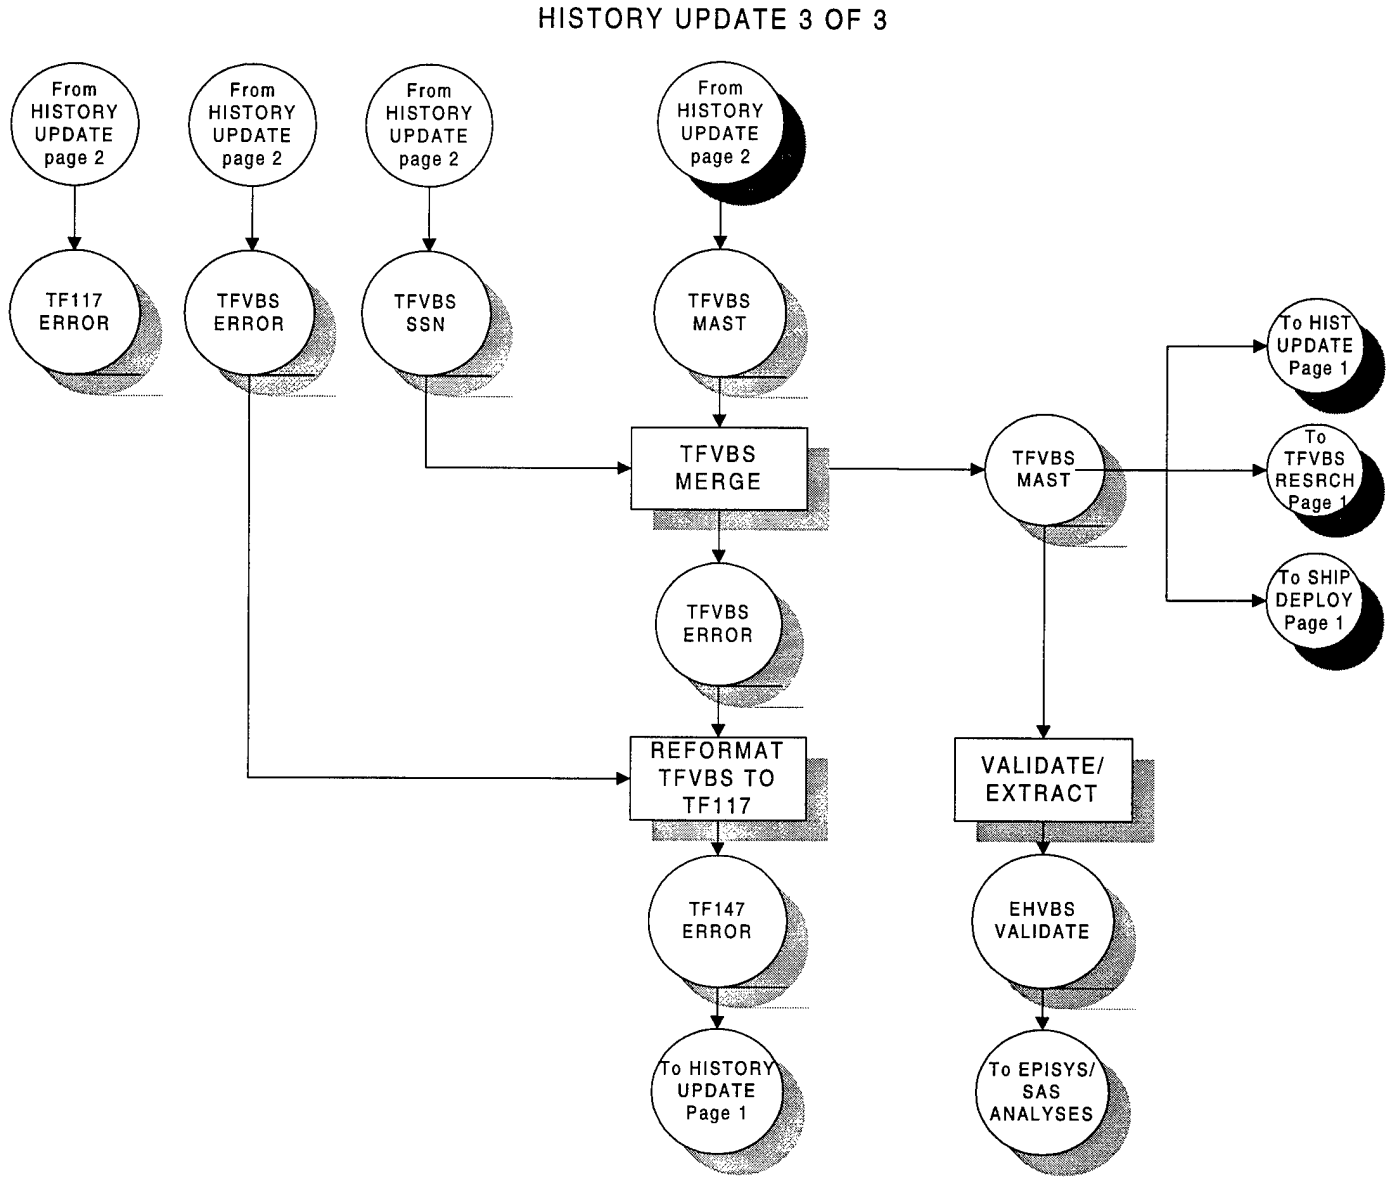 HISTORY UPDATE 3 OF 3
From
HISTORY
UPDATE
page 2
From
HISTORY
UPDATE
page 2
From
HISTORY
UPDATE
page 2
From
HISTORY
UPDATE
page 2
TF117
ERROR
TFVBS
ERROR
TFVBS
SSN
TFVBS
MAST
To HIST
UPDATE
Page 1
TFVBS
MERGE
TFVBS
MAST
To
TFVBS
RESRCH
Page 1
To SHIP
DEPLOY
Page 1
TFVBS
ERROR
REFORMAT
TFVBS TO
TF117
VALIDATE/
EXTRACT
TF147
ERROR
EHVBS
VALIDATE
To HISTORY
UPDATE
Page 1
To EPISYS/
SAS
ANALYSES